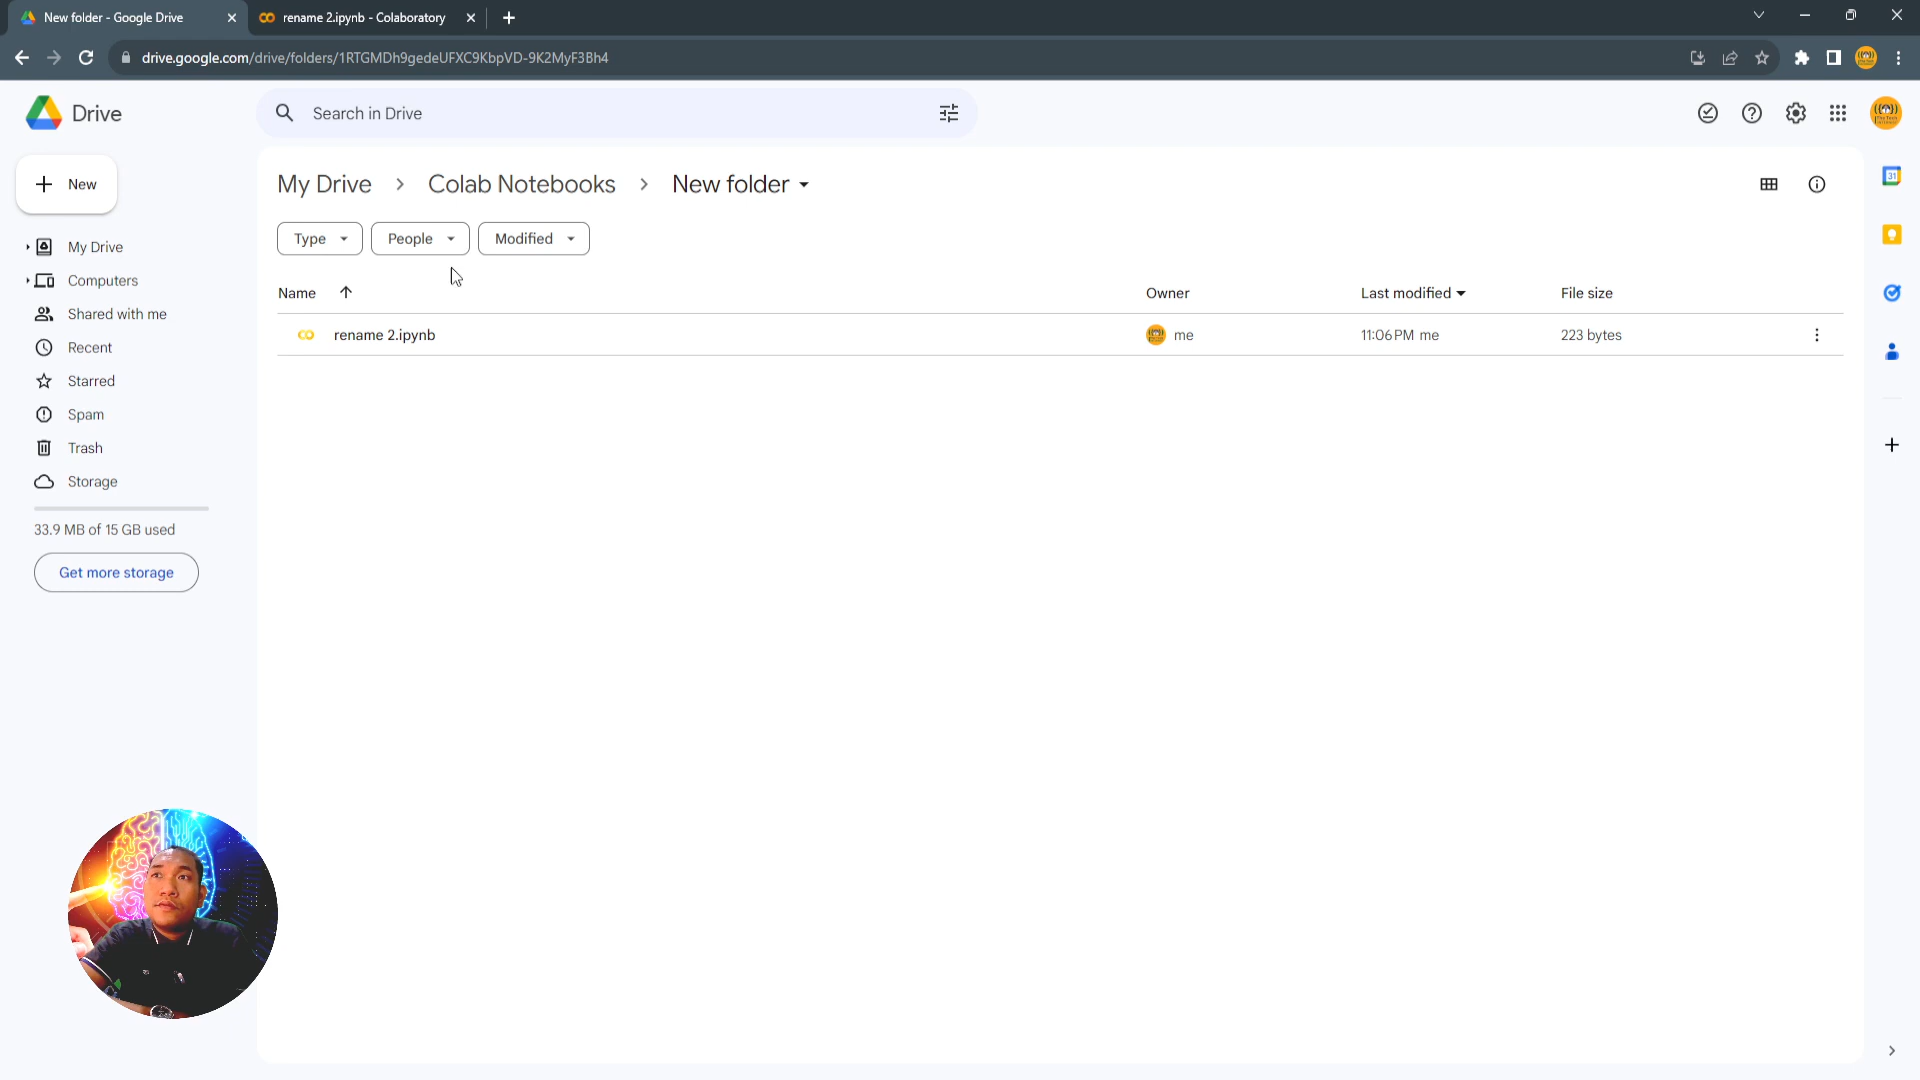 New folder - Google Drive
rename 2.ipynb - Colaboratory
drive.google.com/drive/folders/1RTGMDh9gedeUFXC9KbpVD-9K2MyF3Bh4
Drive
Search in Drive
New
My Drive
Computers
Shared with me
Recent
Starred
Spam
Trash
Storage
33.9 MB of 15 GB used
Get more storage
My Drive > Colab Notebooks > New folder
Type People Modified
Name Owner Last modified File size
rename 2.ipynb me 11:06 PM me 223 bytes
31